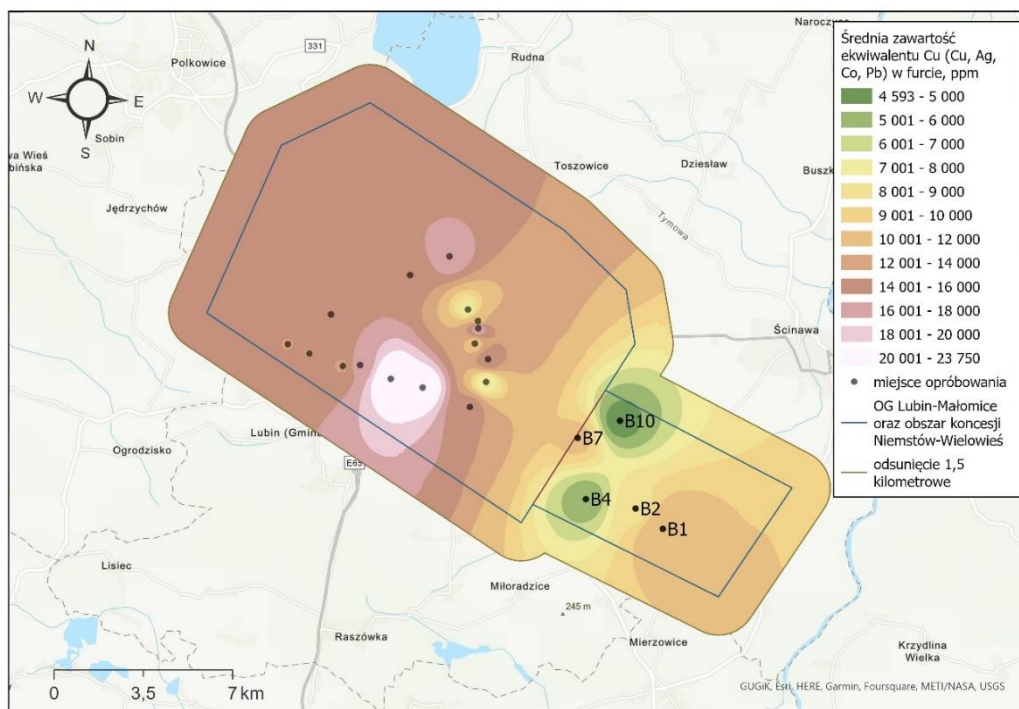 Naroczyce
331
Polkowice
Rudna
N
W
E
S
Sobin
Toszowice
Dziesław
Jędrzychów
Tymowa
Ścinawa
Lubin (Gmina
E65
Ogrodzisko
B10
B7
B4
B2
B1
Lisiec
Miłoradzice
245 m
Raszówka
Mierzowice
Krzydlina
Wielka
0
3,5
7 km
GUGiK, Esri, HERE, Garmin, Foursquare, METI/NASA, USGS
Średnia zawartość
ekwiwalentu Cu (Cu, Ag,
Co, Pb) w furcie, ppm
4 593 - 5 000
5 001 - 6 000
6 001 - 7 000
7 001 - 8 000
8 001 - 9 000
9 001 - 10 000
10 001 - 12 000
12 001 - 14 000
14 001 - 16 000
16 001 - 18 000
18 001 - 20 000
20 001 - 23 750
miejsce opróbowania
OG Lubin-Małomice
oraz obszar koncesji
Niemstów-Wielowieś
odsunięcie 1,5
kilometrowe